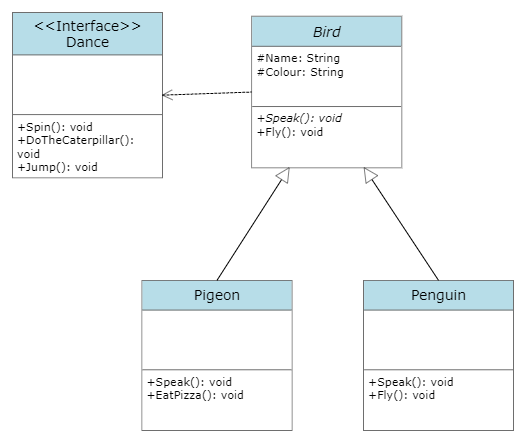 <<Interface>>
Dance
+Spin(): void
+DoTheCaterpillar():
void
+Jump(): void
Bird
#Name: String
#Colour: String
+Speak(): void
+Fly(): void
Pigeon
+Speak(): void
+EatPizza(): void
Penguin
+Speak(): void
+Fly(): void